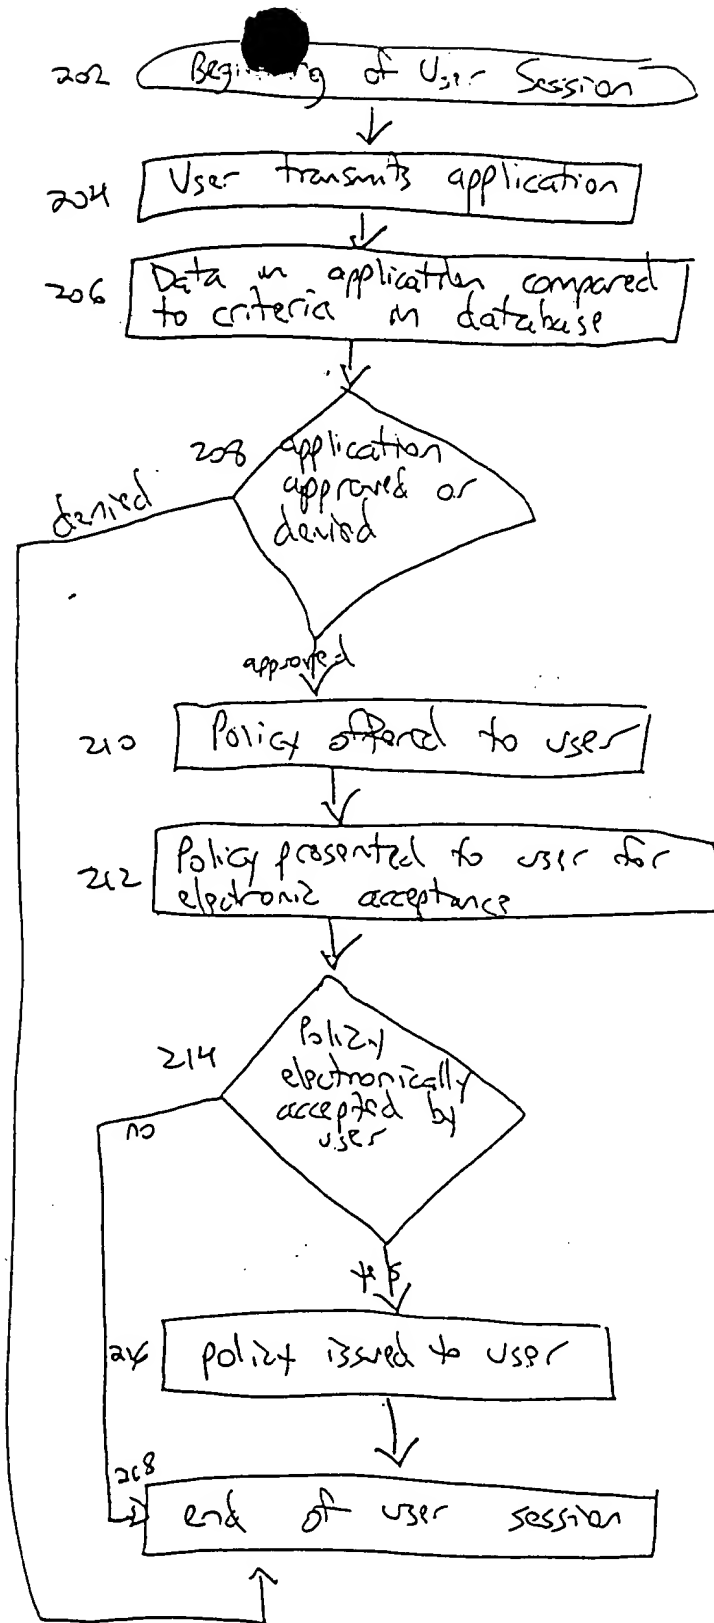 202 Beginning of User Session
204 User transmits application
206 Data in application compared
to criteria in database
208 application
approved or
denied
denied
approved
210 Policy offered to user
212 Policy presented to user for
electronic acceptance
214 Policy
electronically
accepted by
user
no
yes
216 policy issued to user
218
end of user session